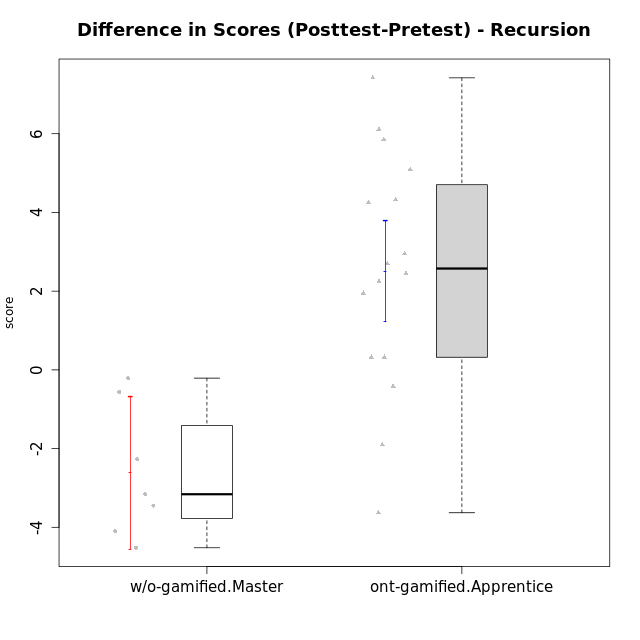 Difference in Scores (Posttest-Pretest) - Recursion
score
6
4
2
0
-2
-4
w/o-gamified.Master
ont-gamified.Apprentice